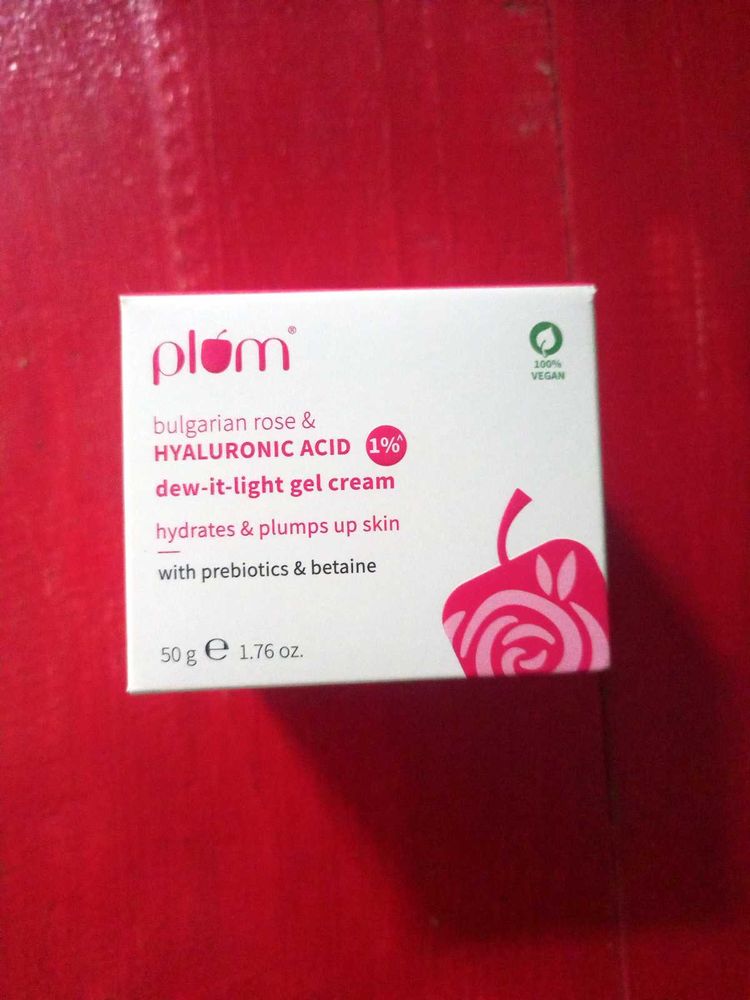 plum®
100%
VEGAN
bulgarian rose &
HYALURONIC ACID 1%^
dew-it-light gel cream
hydrates & plumps up skin
with prebiotics & betaine
50 g ℮ 1.76 oz.